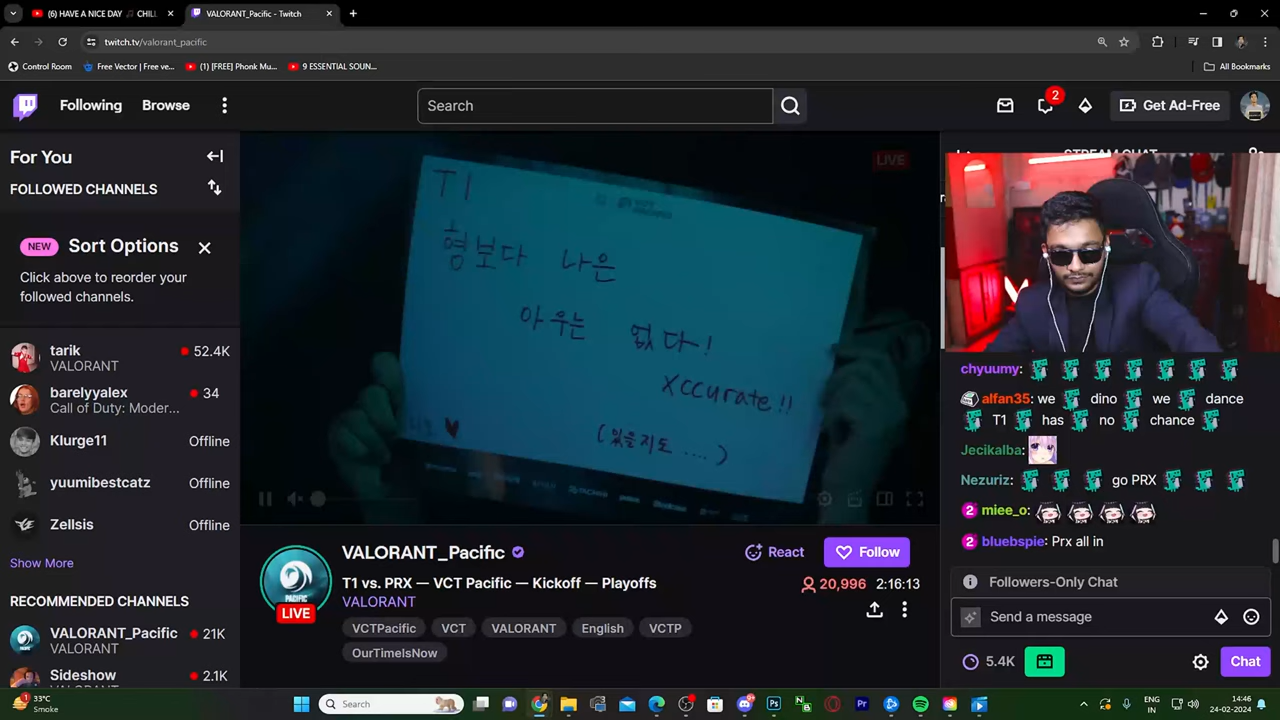 (6) HAVE A NICE DAY 🎵 CHILL
VALORANT_Pacific - Twitch
twitch.tv/valorant_pacific
Control Room
Free Vector | Free ve...
(1) [FREE] Phonk Mu...
9 ESSENTIAL SOUN...
All Bookmarks
Following
Browse
Search
2
Get Ad-Free
For You
FOLLOWED CHANNELS
NEW Sort Options
Click above to reorder your
followed channels.
tarik
52.4K
VALORANT
barelyyalex
34
Call of Duty: Moder...
Klurge11
Offline
yuumibestcatz
Offline
Zellsis
Offline
Show More
RECOMMENDED CHANNELS
VALORANT_Pacific
21K
VALORANT
Sideshow
2.1K
VALORANT
LIVE
T1
형보다 나은
아우는 없다!
Xccurate!!
(있을지도 ....)
PACIFIC
LIVE
VALORANT_Pacific
React
Follow
T1 vs. PRX — VCT Pacific — Kickoff — Playoffs
20,996
2:16:13
VALORANT
VCTPacific
VCT
VALORANT
English
VCTP
OurTimeIsNow
STREAM CHAT
chyuumy:
alfan35: we dino we dance
T1 has no chance
Jecikalba:
Nezuriz: go PRX
2 miee_o:
2 bluebspie: Prx all in
Followers-Only Chat
Send a message
5.4K
Chat
1
33°C
Smoke
Search
ENG
IN
14:46
24-02-2024